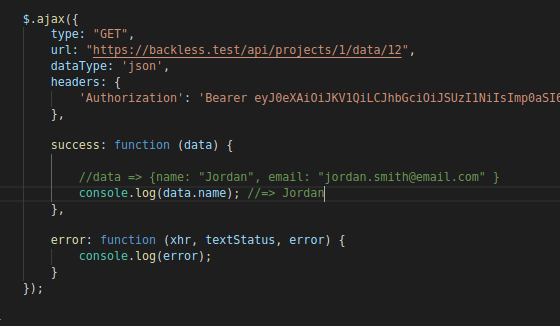 $.ajax({
type: "GET",
url: "https://backless.test/api/projects/1/data/12",
dataType: 'json',
headers: {
'Authorization': 'Bearer eyJ0eXAiOiJKV1QiLCJhbGciOiJSUzI1NiIsImp0aSI6
},
success: function (data) {
//data => {name: "Jordan", email: "jordan.smith@email.com" }
console.log(data.name); //=> Jordan
},
error: function (xhr, textStatus, error) {
console.log(error);
}
});